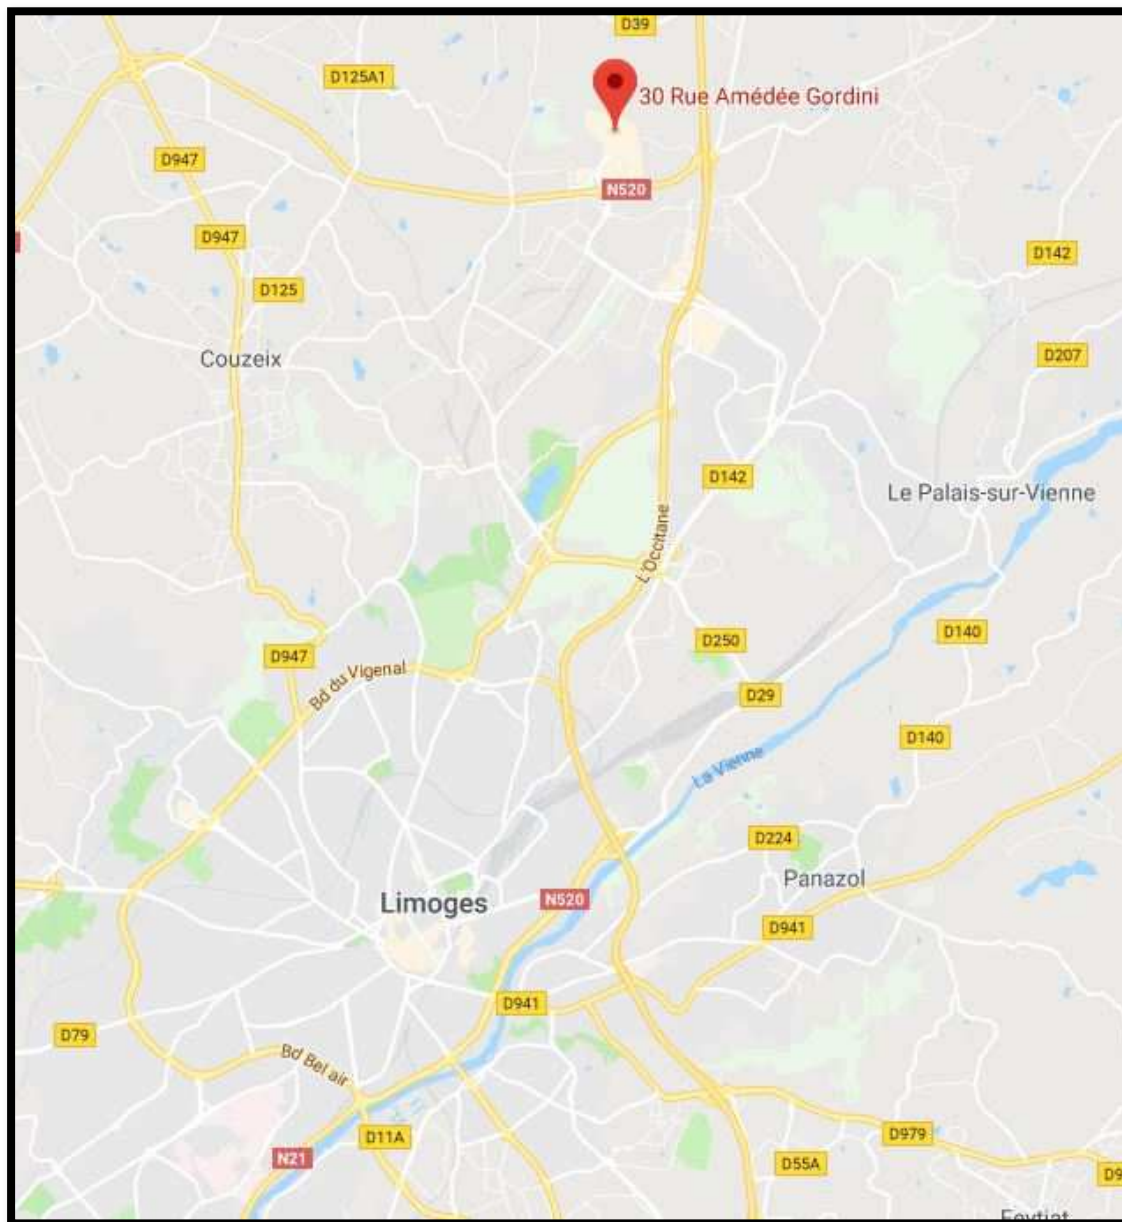 D39
D125A1
30 Rue Amédée Gordini
D947
N520
D947
D142
D125
Couzeix
D207
D142
Le Palais-sur-Vienne
L'Occitane
D250
D140
D947
Bd du Vigenal
D29
D140
La Vienne
D224
Panazol
Limoges
N520
D941
D941
D79
Bd Bel air
D11A
D979
N21
D55A